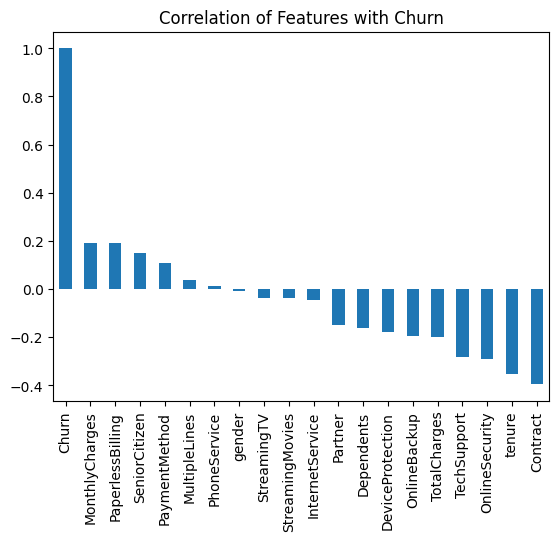 Correlation of Features with Churn
1.0
0.8
0.6
0.4
0.2
0.0
−0.2
−0.4
Churn
MonthlyCharges
PaperlessBilling
SeniorCitizen
PaymentMethod
MultipleLines
PhoneService
gender
StreamingTV
StreamingMovies
InternetService
Partner
Dependents
DeviceProtection
OnlineBackup
TotalCharges
TechSupport
OnlineSecurity
tenure
Contract